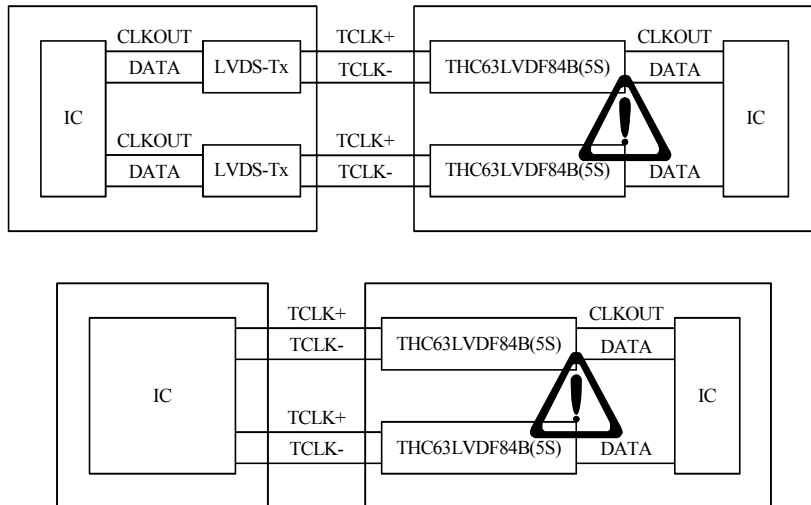 CLKOUT TCLK+ CLKOUT
DATA LVDS-Tx TCLK- THC63LVDF84B(5S) DATA
IC IC
CLKOUT TCLK+
DATA LVDS-Tx TCLK- THC63LVDF84B(5S) DATA
TCLK+ CLKOUT
TCLK- THC63LVDF84B(5S) DATA
IC IC
TCLK+
TCLK- THC63LVDF84B(5S) DATA